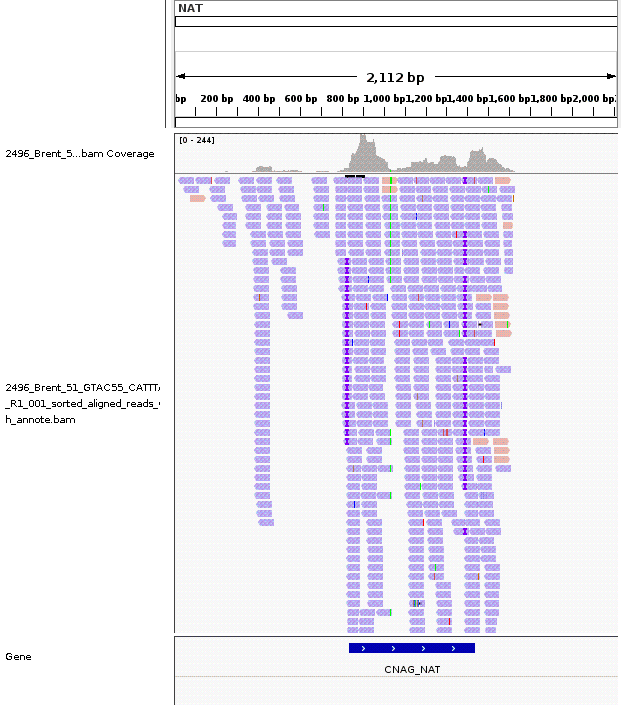 NAT
2,112 bp
bp 200 bp 400 bp 600 bp 800 bp 1,000 bp 1,200 bp 1,400 bp 1,600 bp 1,800 bp 2,000 bp
[0 - 244]
2496_Brent_5...bam Coverage
2496_Brent_51_GTAC55_CATTT
_R1_001_sorted_aligned_reads_
h_annote.bam
Gene
CNAG_NAT